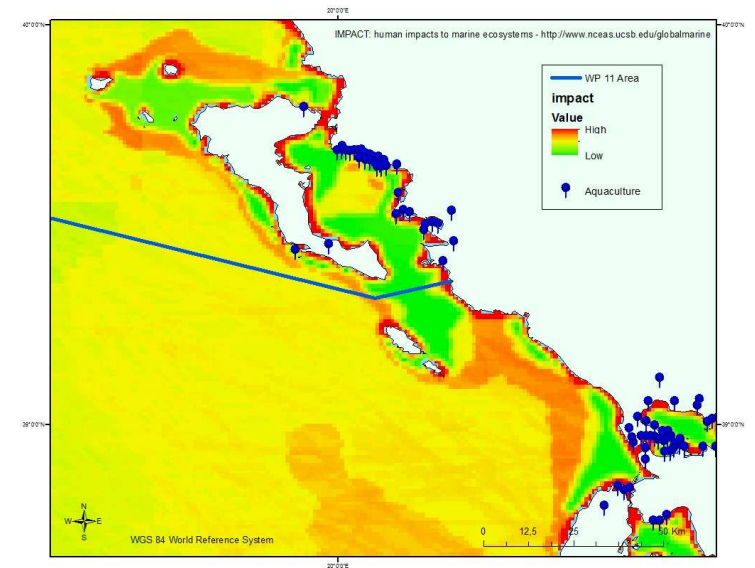 20°0'0"E
40°0'0"N
40°0'0"N
IMPACT: human impacts to marine ecosystems - http://www.nceas.ucsb.edu/globalmarine
WP 11 Area
impact
Value
High
Low
Aquaculture
39°0'0"N
39°0'0"N
N
W E
S
WGS 84 World Reference System
0 12,5 25 50 Km
20°0'0"E